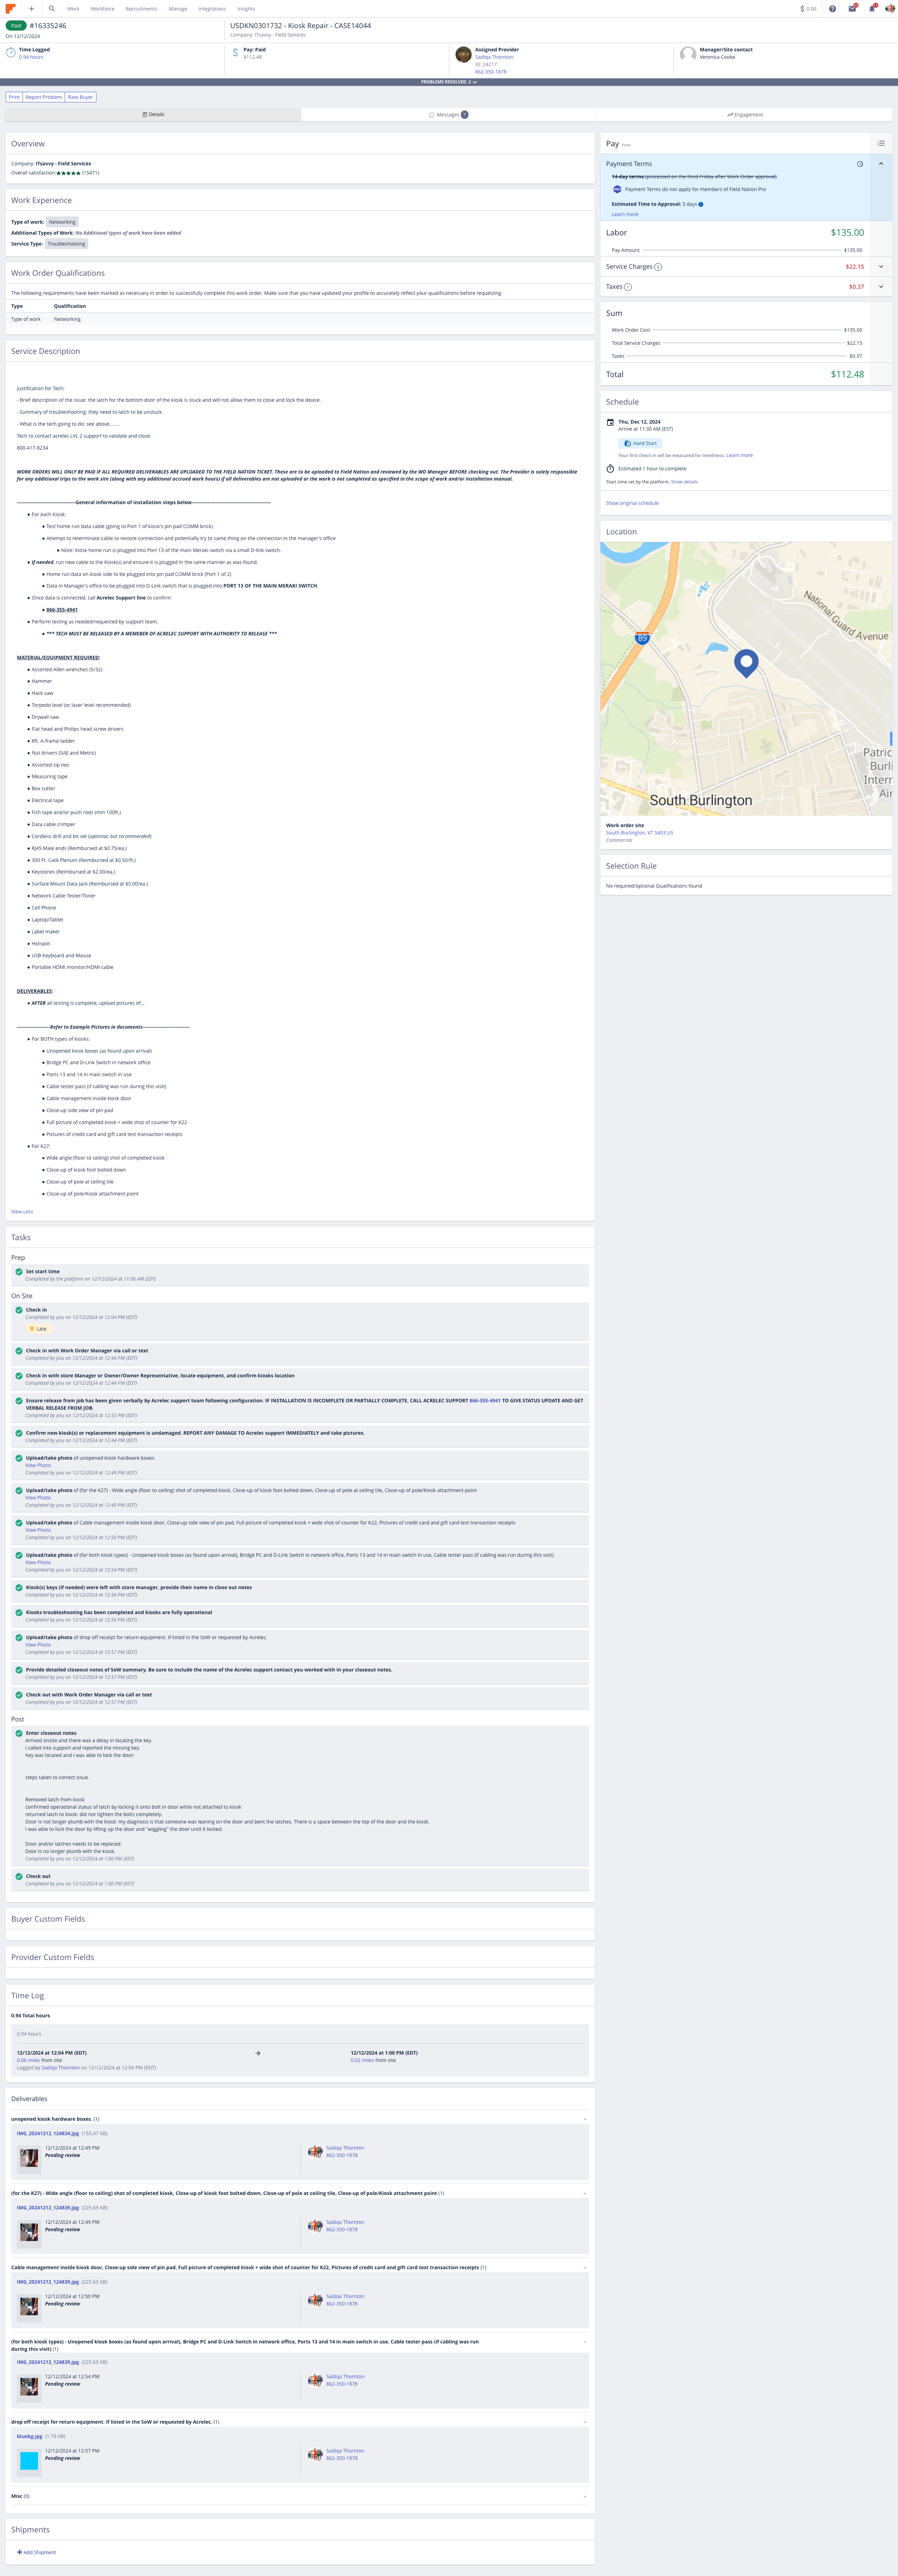 Work
Workforce
Recruitments
Manage
Integrations
Insights
$ 0.00
Paid
#16335246
On 12/12/2024
USDKN0301732 - Kiosk Repair - CASE14044
Company: ITsavvy - Field Services
Time Logged
0.94 hours
Pay: Paid
$112.48
Assigned Provider
Sadiqa Thornton
ID: 24217
862-350-1878
Manager/Site contact
Veronica Cooke
PROBLEMS RESOLVED: 2
Print
Report Problem
Rate Buyer
Details
Messages
Engagement
Overview
Company: ITsavvy - Field Services
Overall satisfaction: ★★★★★ (15471)
Work Experience
Type of work: Networking
Additional Types of Work: No Additional types of work have been added
Service Type: Troubleshooting
Work Order Qualifications
The following requirements have been marked as necessary in order to successfully complete this work order. Make sure that you have updated your profile to accurately reflect your qualifications before requesting.
Type Qualification
Type of work Networking
Service Description
Justification for Tech:
- Brief description of the issue: the latch for the bottom door of the kiosk is stuck and will not allow them to close and lock the device.
- Summary of troubleshooting: they need to latch to be unstuck.
- What is the tech going to do: see above........
Tech to contact acrelec LVL 2 support to validate and close.
800-417-8234
WORK ORDERS WILL ONLY BE PAID IF ALL REQUIRED DELIVERABLES ARE UPLOADED TO THE FIELD NATION TICKET. These are to be uploaded to Field Nation and reviewed by the WO Manager BEFORE checking out. The Provider is solely responsible
for any additional trips to the work site (along with any additional accrued work hours) if all deliverables are not uploaded or the work is not completed as specified in the scope of work and/or installation manual.
General information of installation steps below
● For each Kiosk:
● Test home run data cable (going to Port 1 of kiosk's pin pad COMM brick)
● Attempt to reterminate cable to restore connection and potentially try to same thing on the connection in the manager's office
● Note: Kiosk home run is plugged into Port 13 of the main Meraki switch via a small D-link switch.
● If needed, run new cable to the Kiosk(s) and ensure it is plugged in the same manner as was found.
● Home run data on kiosk side to be plugged into pin pad COMM brick (Port 1 of 2)
● Data in Manager's office to be plugged into D-Link switch that is plugged into PORT 13 OF THE MAIN MERAKI SWITCH.
● Once data is connected, call Acrelec Support line to confirm
● 866-355-4941
● Perform testing as needed/requested by support team.
● *** TECH MUST BE RELEASED BY A MEMEBER OF ACRELEC SUPPORT WITH AUTHORITY TO RELEASE ***
MATERIAL/EQUIPMENT REQUIRED:
● Assorted Allen wrenches (5/32)
● Hammer
● Hack saw
● Torpedo level (or laser level recommended)
● Drywall saw
● Flat head and Philips head screw drivers
● 8ft. A-frame ladder
● Nut drivers (SAE and Metric)
● Assorted zip ties
● Measuring tape
● Box cutter
● Electrical tape
● Fish tape and/or push rods (min 100ft.)
● Data cable crimper
● Cordless drill and bit set (optional, but recommended)
● RJ45 Male ends (Reimbursed at $0.75/ea.)
● 300 Ft. Cat6 Plenum (Reimbursed at $0.50/ft.)
● Keystones (Reimbursed at $2.00/ea.)
● Surface Mount Data Jack (Reimbursed at $5.00/ea.)
● Network Cable Tester/Toner
● Cell Phone
● Laptop/Tablet
● Label maker
● Hotspot
● USB Keyboard and Mouse
● Portable HDMI monitor/HDMI cable
DELIVERABLES:
● AFTER all testing is complete, upload pictures of...
Refer to Example Pictures in documents
● For BOTH types of kiosks:
● Unopened kiosk boxes (as found upon arrival)
● Bridge PC and D-Link Switch in network office
● Ports 13 and 14 in main switch in use
● Cable tester pass (if cabling was run during this visit)
● Cable management inside kiosk door
● Close-up side view of pin pad
● Full picture of completed kiosk + wide shot of counter for K22
● Pictures of credit card and gift card test transaction receipts
● For K27:
● Wide angle (floor to ceiling) shot of completed kiosk
● Close-up of kiosk foot bolted down
● Close-up of pole at ceiling tile
● Close-up of pole/Kiosk attachment point
View Less
Tasks
Prep
Set start time
Completed by the platform on 12/12/2024 at 11:06 AM (EDT)
On Site
Check in
Completed by you on 12/12/2024 at 12:04 PM (EDT)
Late
Check in with Work Order Manager via call or text
Completed by you on 12/12/2024 at 12:44 PM (EDT)
Check in with store Manager or Owner/Owner Representative, locate equipment, and confirm kiosks location
Completed by you on 12/12/2024 at 12:44 PM (EDT)
Ensure release from job has been given verbally by Acrelec support team following configuration. IF INSTALLATION IS INCOMPLETE OR PARTIALLY COMPLETE, CALL ACRELEC SUPPORT 866-355-4941 TO GIVE STATUS UPDATE AND GET
VERBAL RELEASE FROM JOB.
Completed by you on 12/12/2024 at 12:53 PM (EDT)
Confirm new kiosk(s) or replacement equipment is undamaged. REPORT ANY DAMAGE TO Acrelec support IMMEDIATELY and take pictures.
Completed by you on 12/12/2024 at 12:44 PM (EDT)
Upload/take photo of unopened kiosk hardware boxes.
View Photo
Completed by you on 12/12/2024 at 12:49 PM (EDT)
Upload/take photo of (for the K27) - Wide angle (floor to ceiling) shot of completed kiosk, Close-up of kiosk foot bolted down, Close-up of pole at ceiling tile, Close-up of pole/Kiosk attachment point
View Photo
Completed by you on 12/12/2024 at 12:49 PM (EDT)
Upload/take photo of Cable management inside kiosk door, Close-up side view of pin pad, Full picture of completed kiosk + wide shot of counter for K22, Pictures of credit card and gift card test transaction receipts
View Photo
Completed by you on 12/12/2024 at 12:50 PM (EDT)
Upload/take photo of (for both kiosk types) - Unopened kiosk boxes (as found upon arrival), Bridge PC and D-Link Switch in network office, Ports 13 and 14 in main switch in use, Cable tester pass (if cabling was run during this visit)
View Photo
Completed by you on 12/12/2024 at 12:54 PM (EDT)
Kiosk(s) keys (if needed) were left with store manager, provide their name in close out notes
Completed by you on 12/12/2024 at 12:56 PM (EDT)
Kiosks troubleshooting has been completed and kiosks are fully operational
Completed by you on 12/12/2024 at 12:56 PM (EDT)
Upload/take photo of drop off receipt for return equipment. If listed in the SoW or requested by Acrelec.
View Photo
Completed by you on 12/12/2024 at 12:57 PM (EDT)
Provide detailed closeout notes of SoW summary. Be sure to include the name of the Acrelec support contact you worked with in your closeout notes.
Completed by you on 12/12/2024 at 12:57 PM (EDT)
Check out with Work Order Manager via call or text
Completed by you on 12/12/2024 at 12:57 PM (EDT)
Post
Enter closeout notes
Arrived onsite and there was a delay in locating the key.
I called into support and reported the missing key.
Key was located and I was able to lock the door.
steps taken to correct issue.
Removed latch from kiosk
confirmed operational status of latch by locking it onto bolt in door while not attached to kiosk
returned latch to kiosk: did not tighten the bolts completely.
Door is not longer plumb with the kiosk: my diagnosis is that someone was leaning on the door and bent the latches. There is a space between the top of the door and the kiosk.
I was able to lock the door by lifting up the door and "wiggling" the door until it locked.
Door and/or latches needs to be replaced.
Door is no longer plumb with the kiosk.
Completed by you on 12/12/2024 at 1:00 PM (EDT)
Check out
Completed by you on 12/12/2024 at 1:00 PM (EDT)
Buyer Custom Fields
Provider Custom Fields
Time Log
0.94 Total hours
0.94 hours
12/12/2024 at 12:04 PM (EDT)
0.06 miles from site
Logged by Sadiqa Thornton on 12/12/2024 at 12:04 PM (EDT)
12/12/2024 at 1:00 PM (EDT)
0.02 miles from site
Deliverables
unopened kiosk hardware boxes. (1)
IMG_20241212_124834.jpg (155.47 KB)
12/12/2024 at 12:49 PM
Pending review
Sadiqa Thornton
862-350-1878
(for the K27) - Wide angle (floor to ceiling) shot of completed kiosk, Close-up of kiosk foot bolted down, Close-up of pole at ceiling tile, Close-up of pole/Kiosk attachment point (1)
IMG_20241212_124839.jpg (225.65 KB)
12/12/2024 at 12:49 PM
Pending review
Sadiqa Thornton
862-350-1878
Cable management inside kiosk door, Close-up side view of pin pad, Full picture of completed kiosk + wide shot of counter for K22, Pictures of credit card and gift card test transaction receipts (1)
IMG_20241212_124839.jpg (225.65 KB)
12/12/2024 at 12:50 PM
Pending review
Sadiqa Thornton
862-350-1878
(for both kiosk types) - Unopened kiosk boxes (as found upon arrival), Bridge PC and D-Link Switch in network office, Ports 13 and 14 in main switch in use, Cable tester pass (if cabling was run
during this visit) (1)
IMG_20241212_124839.jpg (225.65 KB)
12/12/2024 at 12:54 PM
Pending review
Sadiqa Thornton
862-350-1878
drop off receipt for return equipment. If listed in the SoW or requested by Acrelec. (1)
bluebg.jpg (1.79 KB)
12/12/2024 at 12:57 PM
Pending review
Sadiqa Thornton
862-350-1878
Misc (0)
Shipments
Add Shipment
Pay
Payment Terms
14-day terms (processed on the third Friday after Work Order approval)
Payment Terms do not apply for members of Field Nation Pro
Estimated Time to Approval: 5 days
Learn more
Labor $135.00
Pay Amount $135.00
Service Charges $22.15
Taxes $0.37
Sum
Work Order Cost $135.00
Total Service Charges $22.15
Taxes $0.37
Total $112.48
Schedule
Thu, Dec 12, 2024
Arrive at 11:30 AM (EST)
Hard Start
Your first check in will be measured for timeliness. Learn more
Estimated 1 hour to complete
Start time set by the platform. Show details
Show original schedule
Location
National Guard Avenue
89
Patric
Burli
Intern
Air
South Burlington
Work order site
South Burlington, VT 5403 US
Commercial
Selection Rule
No required/optional Qualifications found